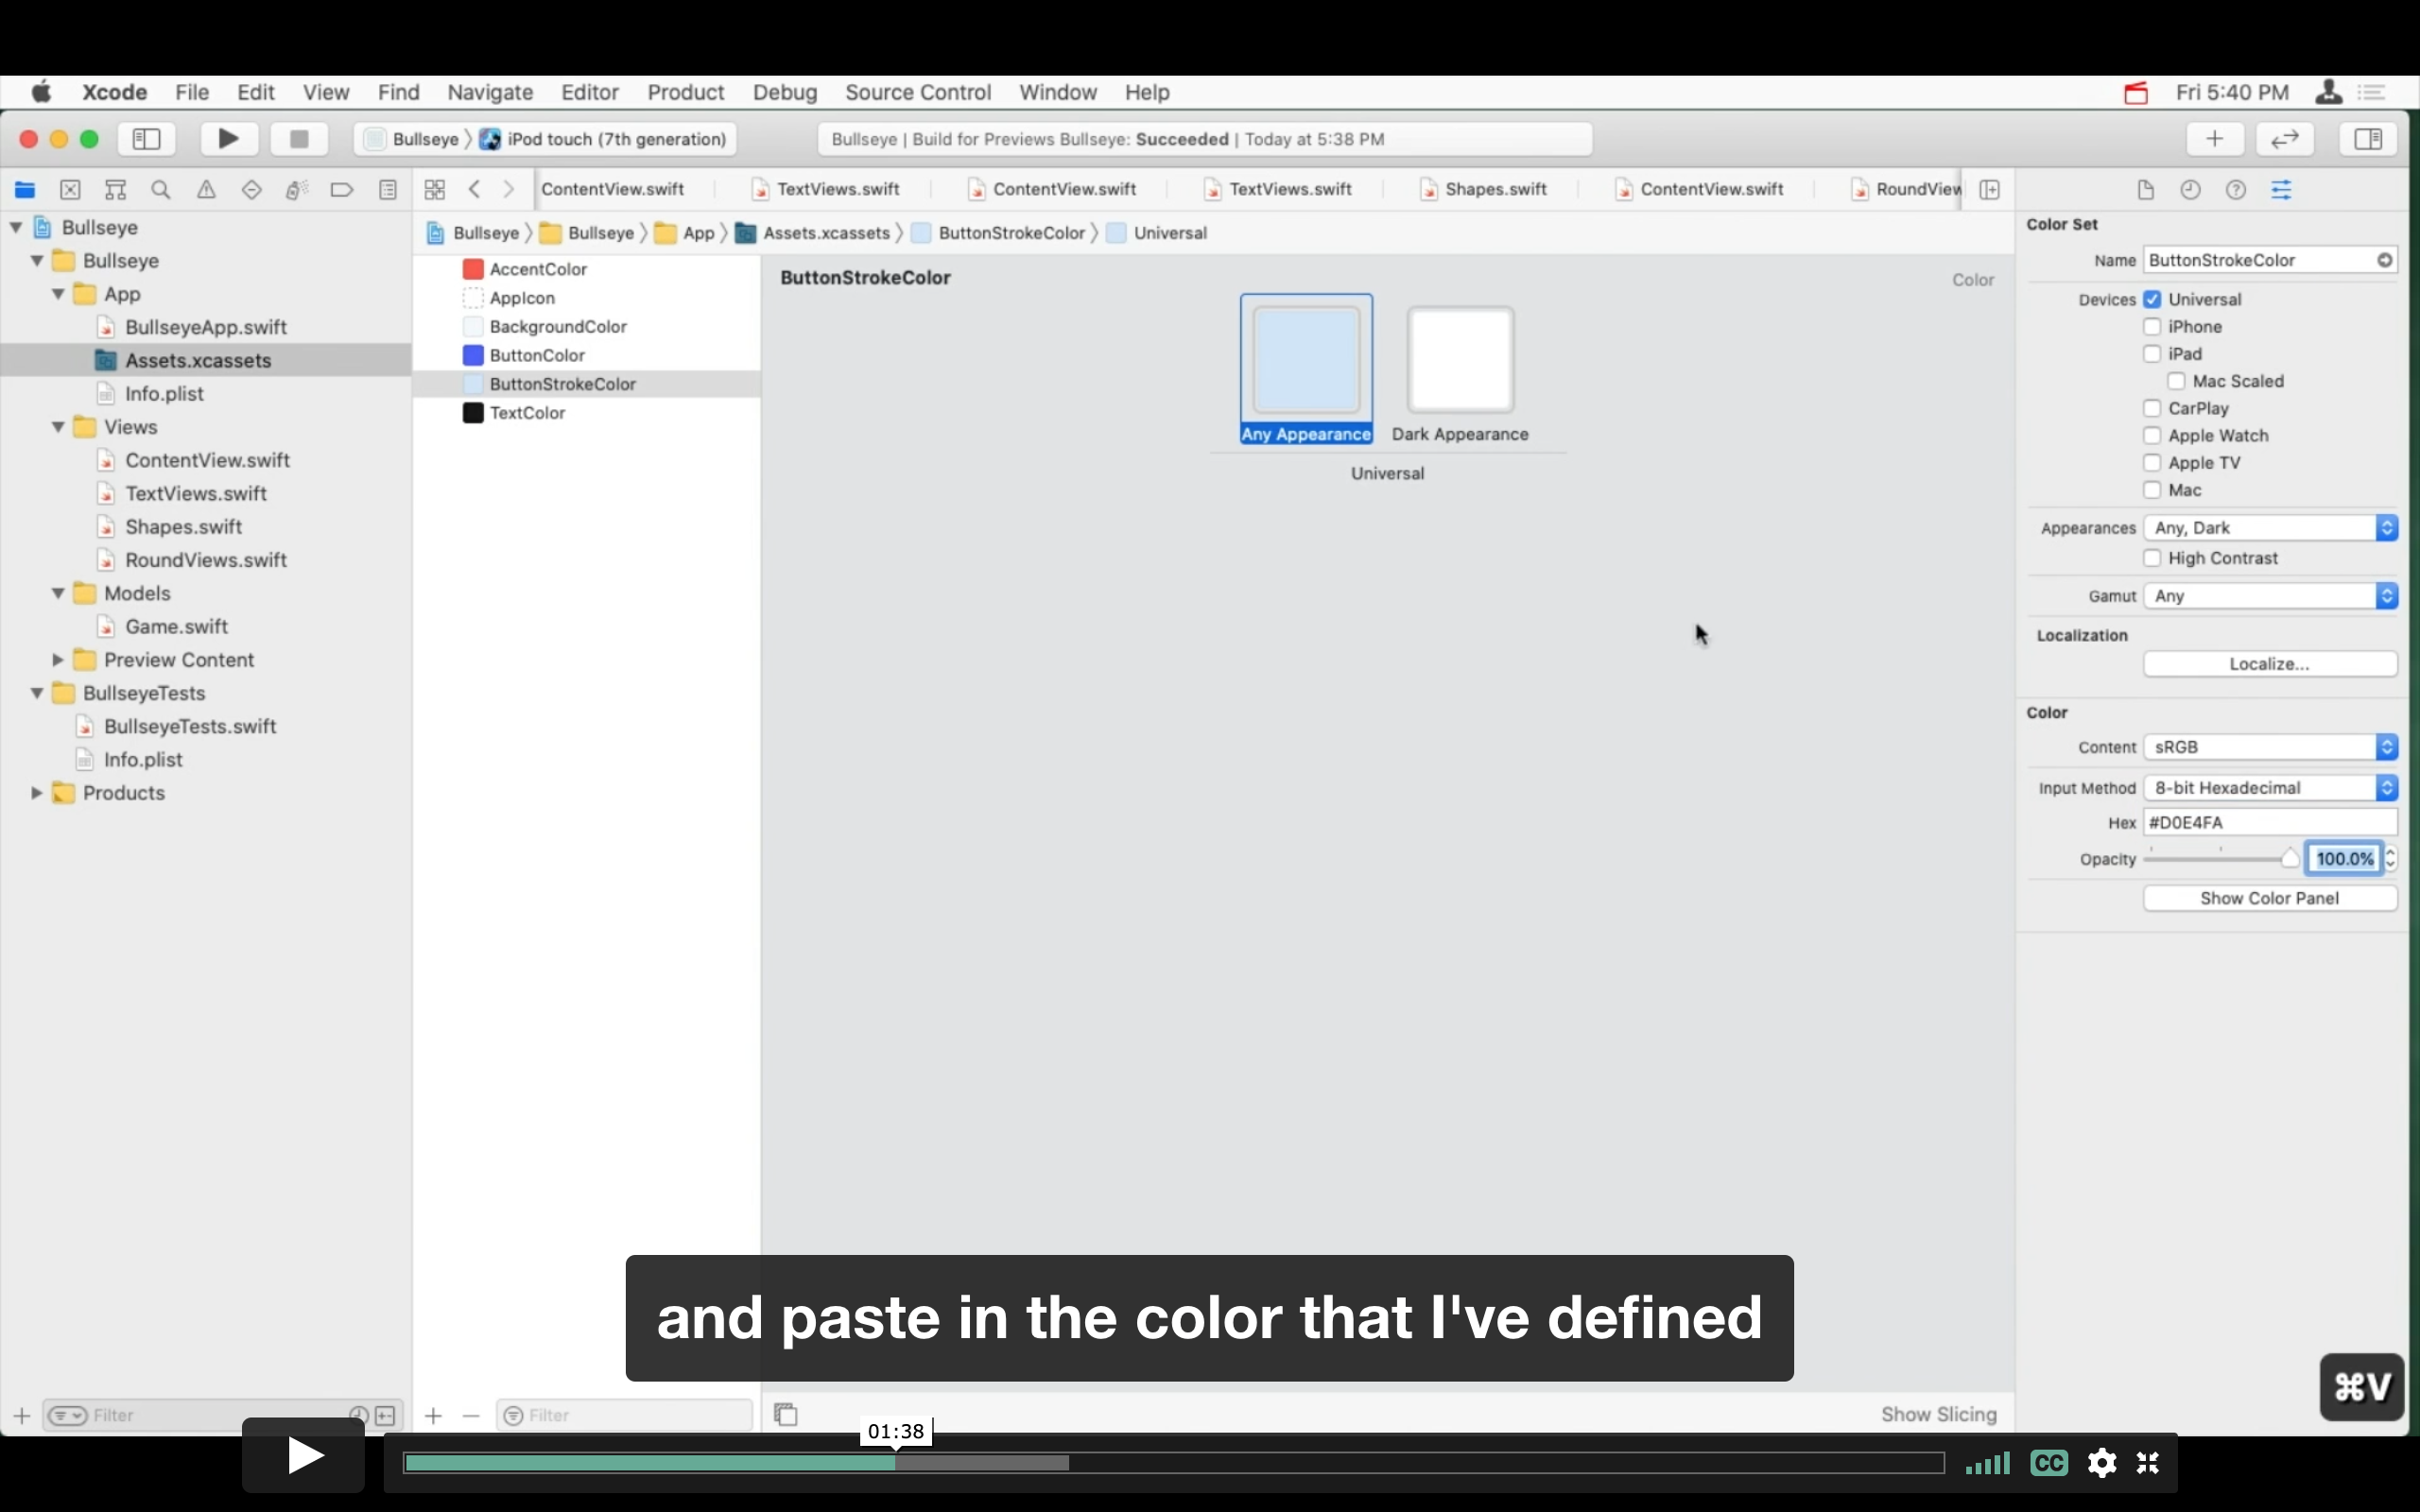 Xcode File Edit View Find Navigate Editor Product Debug Source Control Window Help Fri 5:40 PM
Bullseye iPod touch (7th generation) Bullseye | Build for Previews Bullseye: Succeeded | Today at 5:38 PM
ContentView.swift TextViews.swift ContentView.swift TextViews.swift Shapes.swift ContentView.swift RoundView
Bullseye
Bullseye
App
BullseyeApp.swift
Assets.xcassets
Info.plist
Views
ContentView.swift
TextViews.swift
Shapes.swift
RoundViews.swift
Models
Game.swift
Preview Content
BullseyeTests
BullseyeTests.swift
Info.plist
Products
Filter
Bullseye Bullseye App Assets.xcassets ButtonStrokeColor Universal
AccentColor
AppIcon
BackgroundColor
ButtonColor
ButtonStrokeColor
TextColor
Filter
ButtonStrokeColor Color
Any Appearance Dark Appearance
Universal
Show Slicing
Color Set
Name ButtonStrokeColor
Devices Universal
iPhone
iPad
Mac Scaled
CarPlay
Apple Watch
Apple TV
Mac
Appearances Any, Dark
High Contrast
Gamut Any
Localization
Localize...
Color
Content sRGB
Input Method 8-bit Hexadecimal
Hex #D0E4FA
Opacity 100.0%
Show Color Panel
and paste in the color that I've defined
⌘V
01:38
CC